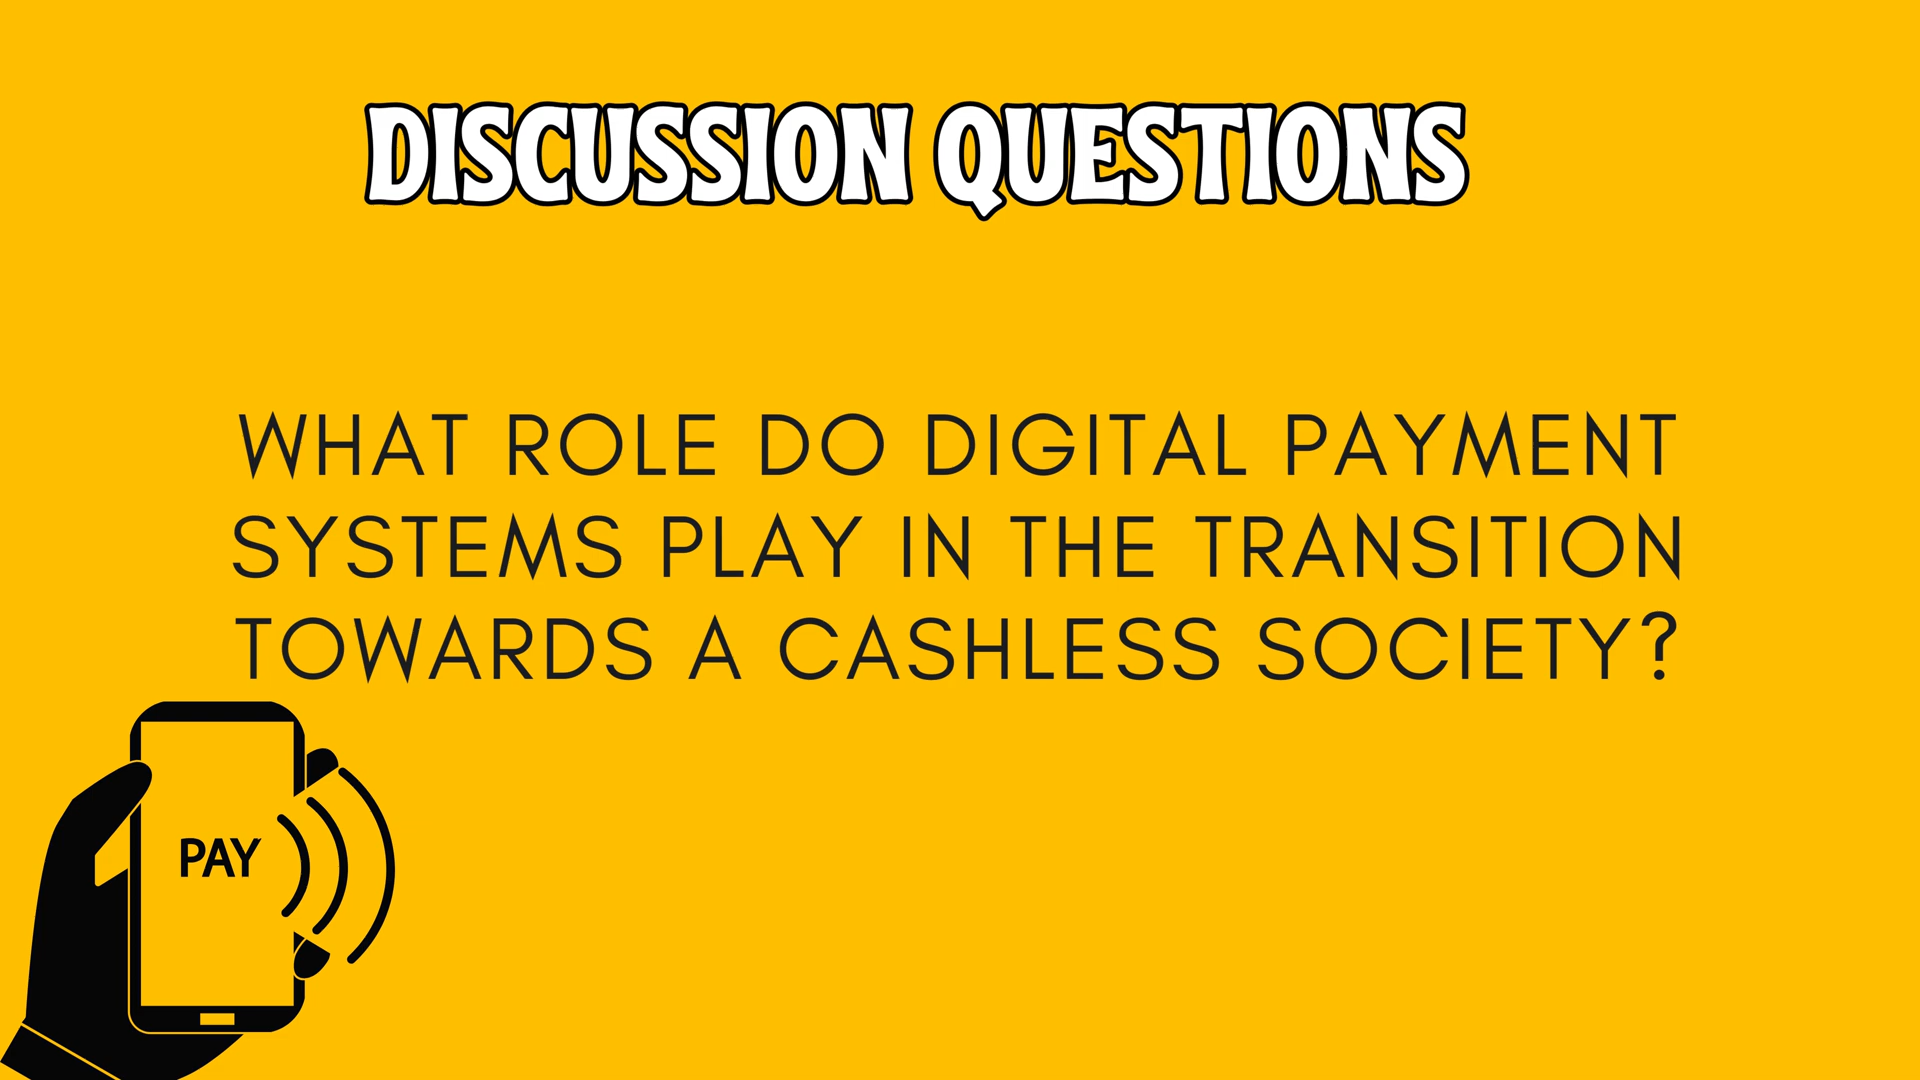 DISCUSSION QUESTIONS
WHAT ROLE DO DIGITAL PAYMENT
SYSTEMS PLAY IN THE TRANSITION
TOWARDS A CASHLESS SOCIETY?
PAY